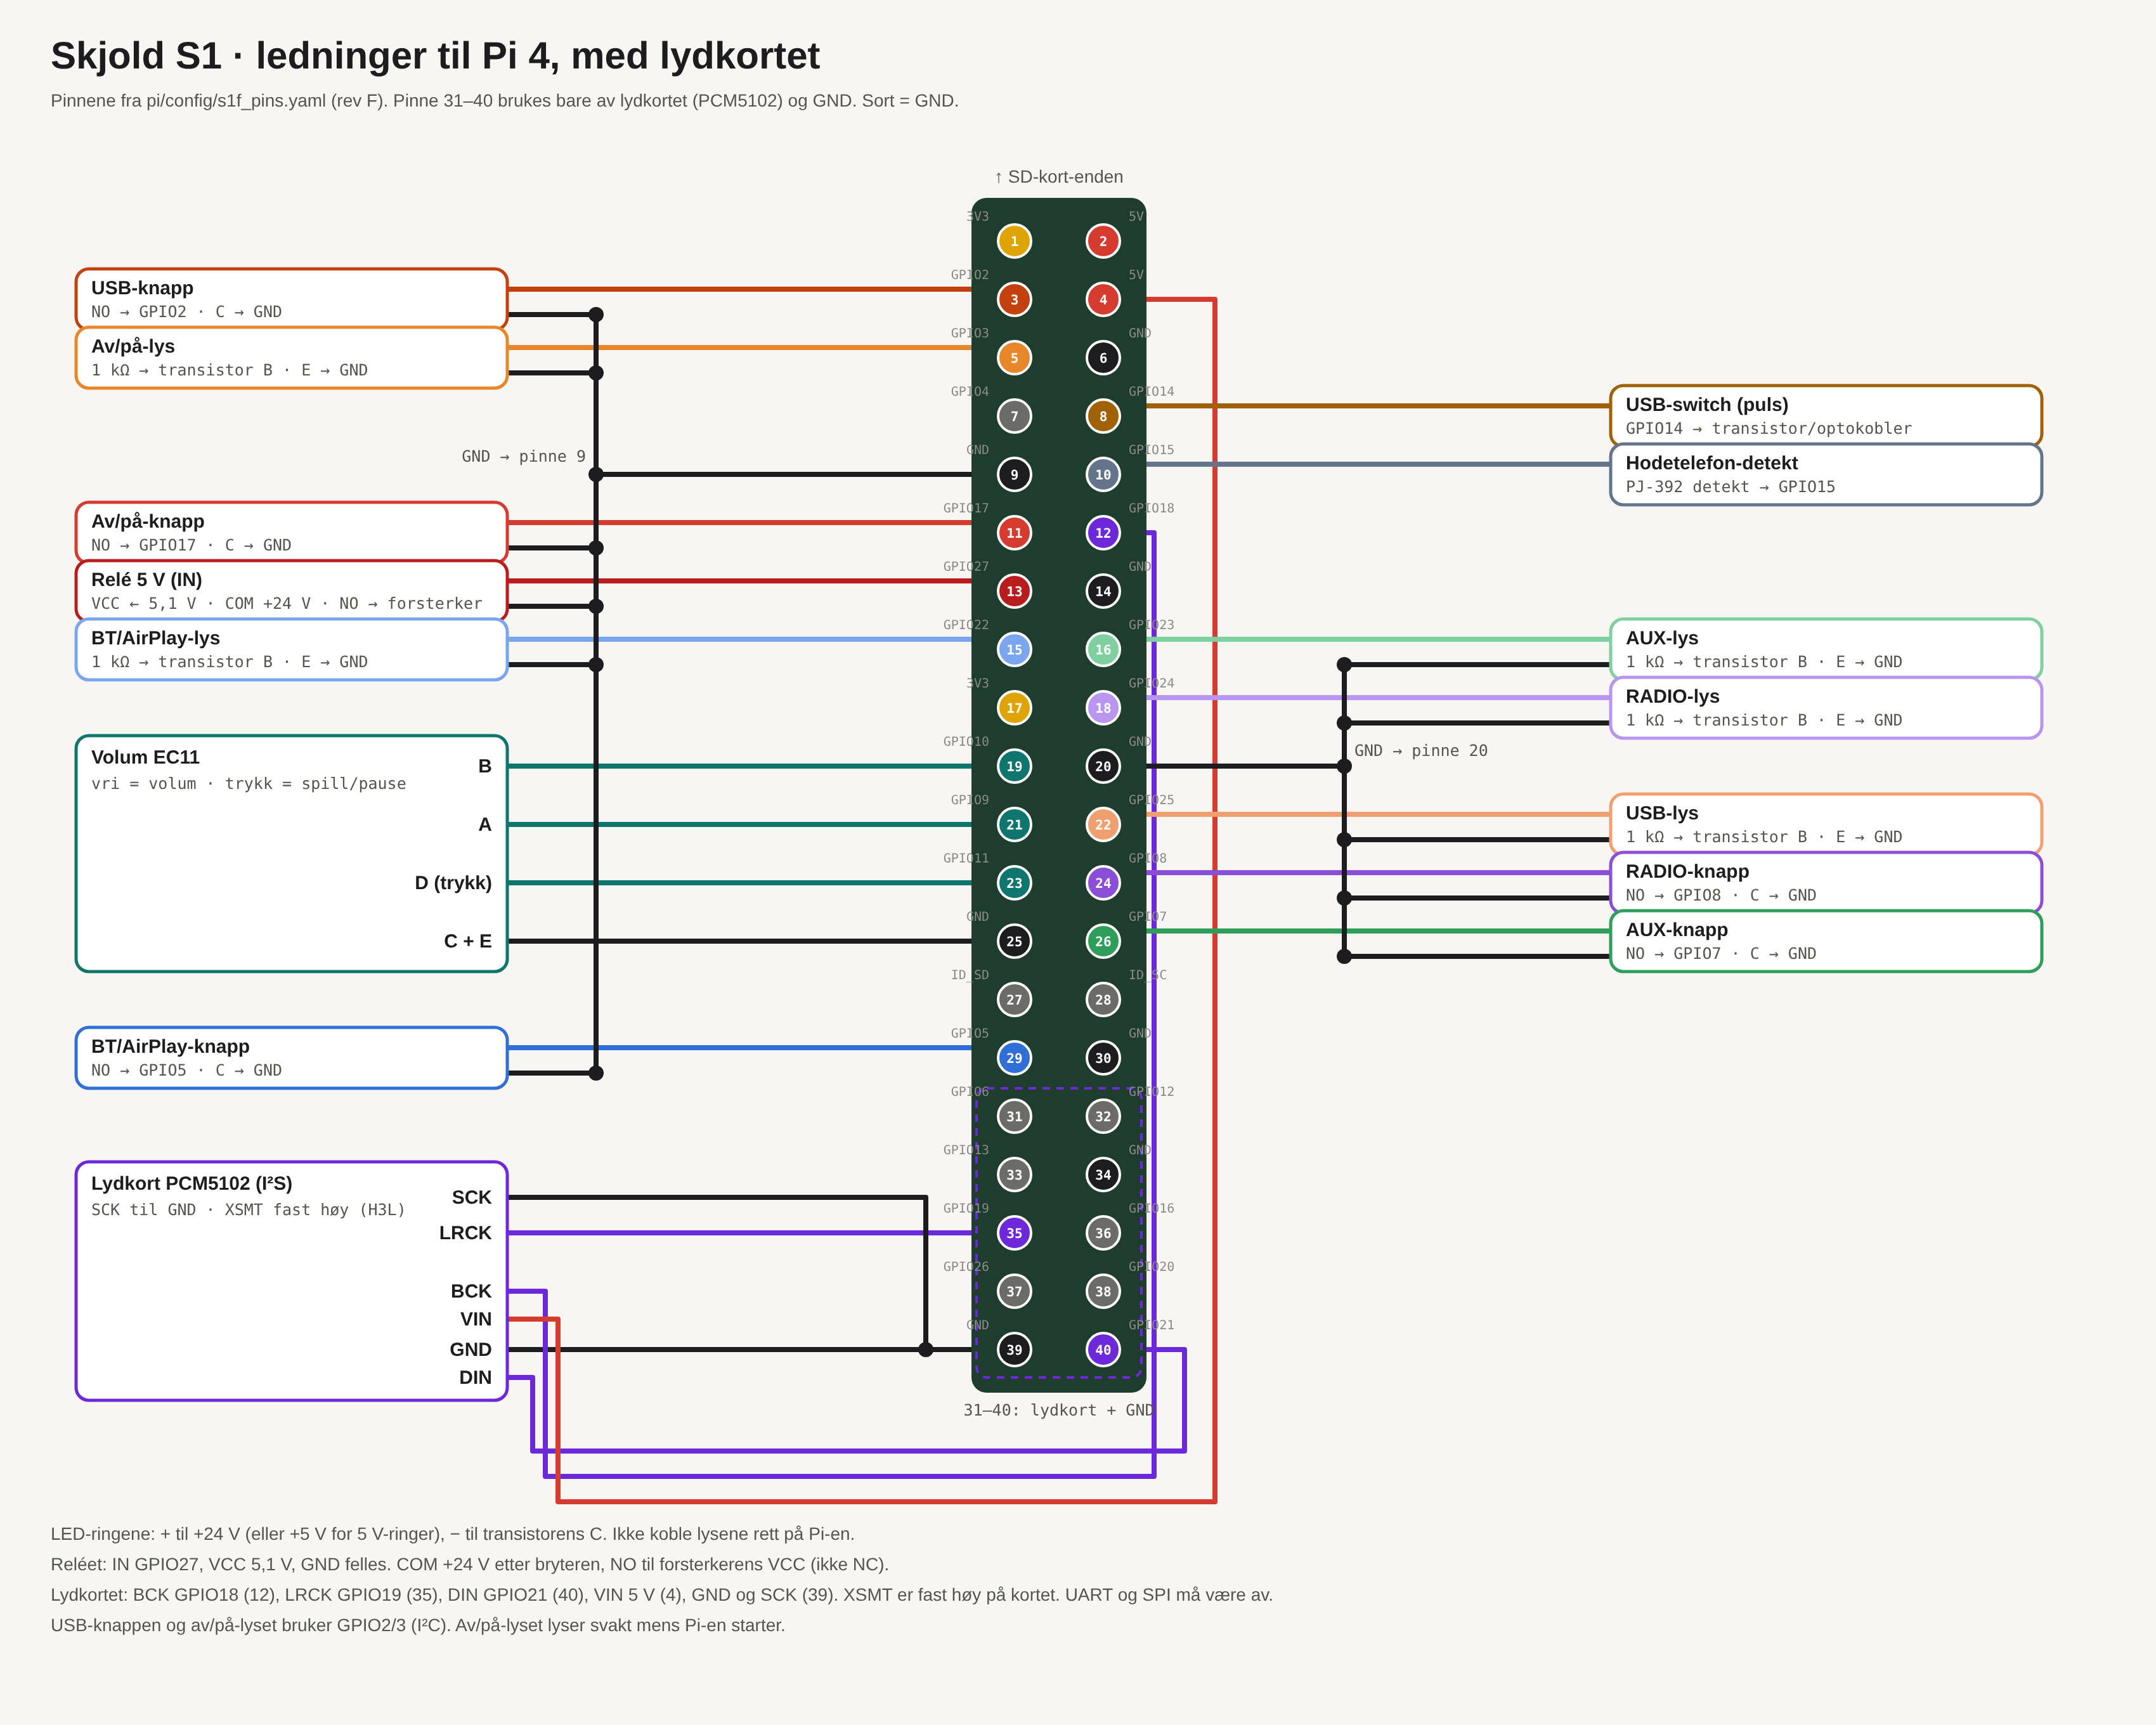 Skjold S1 · ledninger til Pi 4, med lydkortet
Pinnene fra pi/config/s1f_pins.yaml (rev F). Pinne 31–40 brukes bare av lydkortet (PCM5102) og GND. Sort = GND.
↑ SD-kort-enden
3V3 5V
1 2
GPIO2 5V
3 4
GPIO3 GND
5 6
GPIO4 GPIO14
7 8
GND GPIO15
9 10
GPIO17 GPIO18
11 12
GPIO27 GND
13 14
GPIO22 GPIO23
15 16
3V3 GPIO24
17 18
GPIO10 GND
19 20
GPIO9 GPIO25
21 22
GPIO11 GPIO8
23 24
GND GPIO7
25 26
ID_SD ID_SC
27 28
GPIO5 GND
29 30
GPIO6 GPIO12
31 32
GPIO13 GND
33 34
GPIO19 GPIO16
35 36
GPIO26 GPIO20
37 38
GND GPIO21
39 40
31–40: lydkort + GND
USB-knapp
NO → GPIO2 · C → GND
Av/på-lys
1 kΩ → transistor B · E → GND
GND → pinne 9
Av/på-knapp
NO → GPIO17 · C → GND
Relé 5 V (IN)
VCC ← 5,1 V · COM +24 V · NO → forsterker
BT/AirPlay-lys
1 kΩ → transistor B · E → GND
Volum EC11
vri = volum · trykk = spill/pause
B
A
D (trykk)
C + E
BT/AirPlay-knapp
NO → GPIO5 · C → GND
Lydkort PCM5102 (I²S)
SCK til GND · XSMT fast høy (H3L)
SCK
LRCK
BCK
VIN
GND
DIN
USB-switch (puls)
GPIO14 → transistor/optokobler
Hodetelefon-detekt
PJ-392 detekt → GPIO15
AUX-lys
1 kΩ → transistor B · E → GND
RADIO-lys
1 kΩ → transistor B · E → GND
GND → pinne 20
USB-lys
1 kΩ → transistor B · E → GND
RADIO-knapp
NO → GPIO8 · C → GND
AUX-knapp
NO → GPIO7 · C → GND
LED-ringene: + til +24 V (eller +5 V for 5 V-ringer), − til transistorens C. Ikke koble lysene rett på Pi-en.
Reléet: IN GPIO27, VCC 5,1 V, GND felles. COM +24 V etter bryteren, NO til forsterkerens VCC (ikke NC).
Lydkortet: BCK GPIO18 (12), LRCK GPIO19 (35), DIN GPIO21 (40), VIN 5 V (4), GND og SCK (39). XSMT er fast høy på kortet. UART og SPI må være av.
USB-knappen og av/på-lyset bruker GPIO2/3 (I²C). Av/på-lyset lyser svakt mens Pi-en starter.